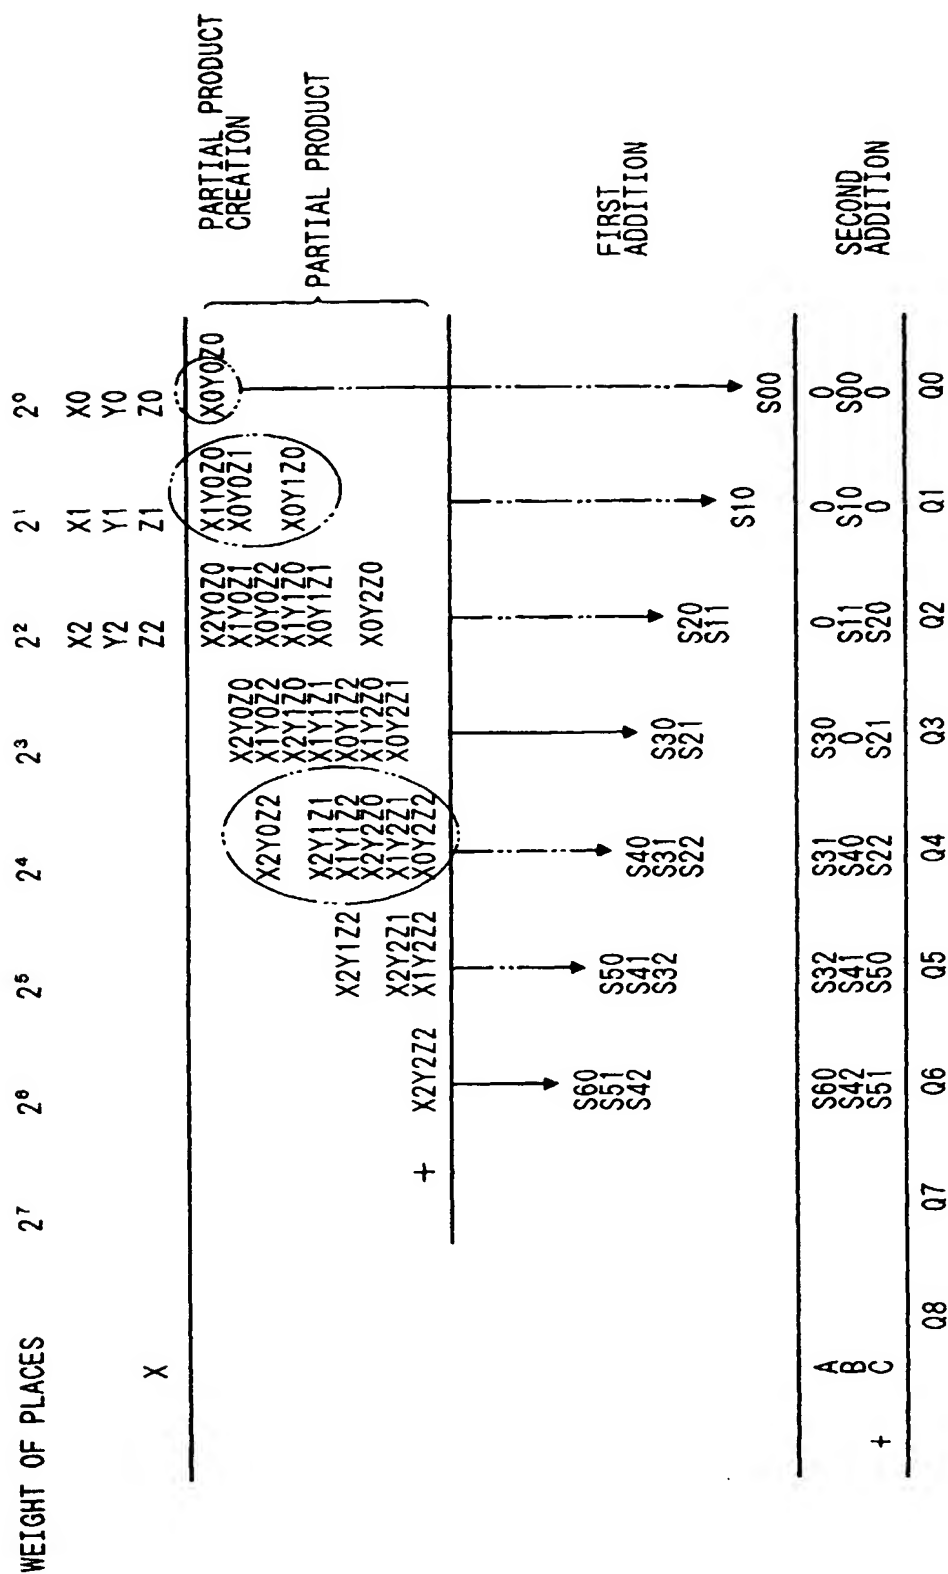 WEIGHT OF PLACES 2⁷ 2⁶ 2⁵ 2⁴ 2³ 2² 2¹ 2⁰
X2 X1 X0
Y2 Y1 Y0
X Z2 Z1 Z0
X2Y0Z0 X1Y0Z0 X0Y0Z0 PARTIAL PRODUCT
X2Y0Z0 X1Y0Z1 X0Y0Z1 CREATION
X2Y0Z2 X1Y0Z2 X0Y0Z2
X2Y1Z0 X1Y1Z0 X0Y1Z0
X2Y1Z1 X1Y1Z1 X0Y1Z1 PARTIAL PRODUCT
X2Y1Z2 X1Y1Z2 X0Y1Z2
X2Y2Z0 X1Y2Z0 X0Y2Z0
X2Y2Z1 X1Y2Z1 X0Y2Z1
+ X2Y2Z2 X1Y2Z2 X0Y2Z2
S60
S51 S50 FIRST
S42 S41 S40 ADDITION
S32 S31 S30
S22 S21 S20
S11
S10
S00
A S60 S32 S31 S30 0 0 0
B S42 S41 S40 0 S11 S10 S00 SECOND
+ C S51 S50 S22 S21 S20 0 0 ADDITION
Q8 Q7 Q6 Q5 Q4 Q3 Q2 Q1 Q0